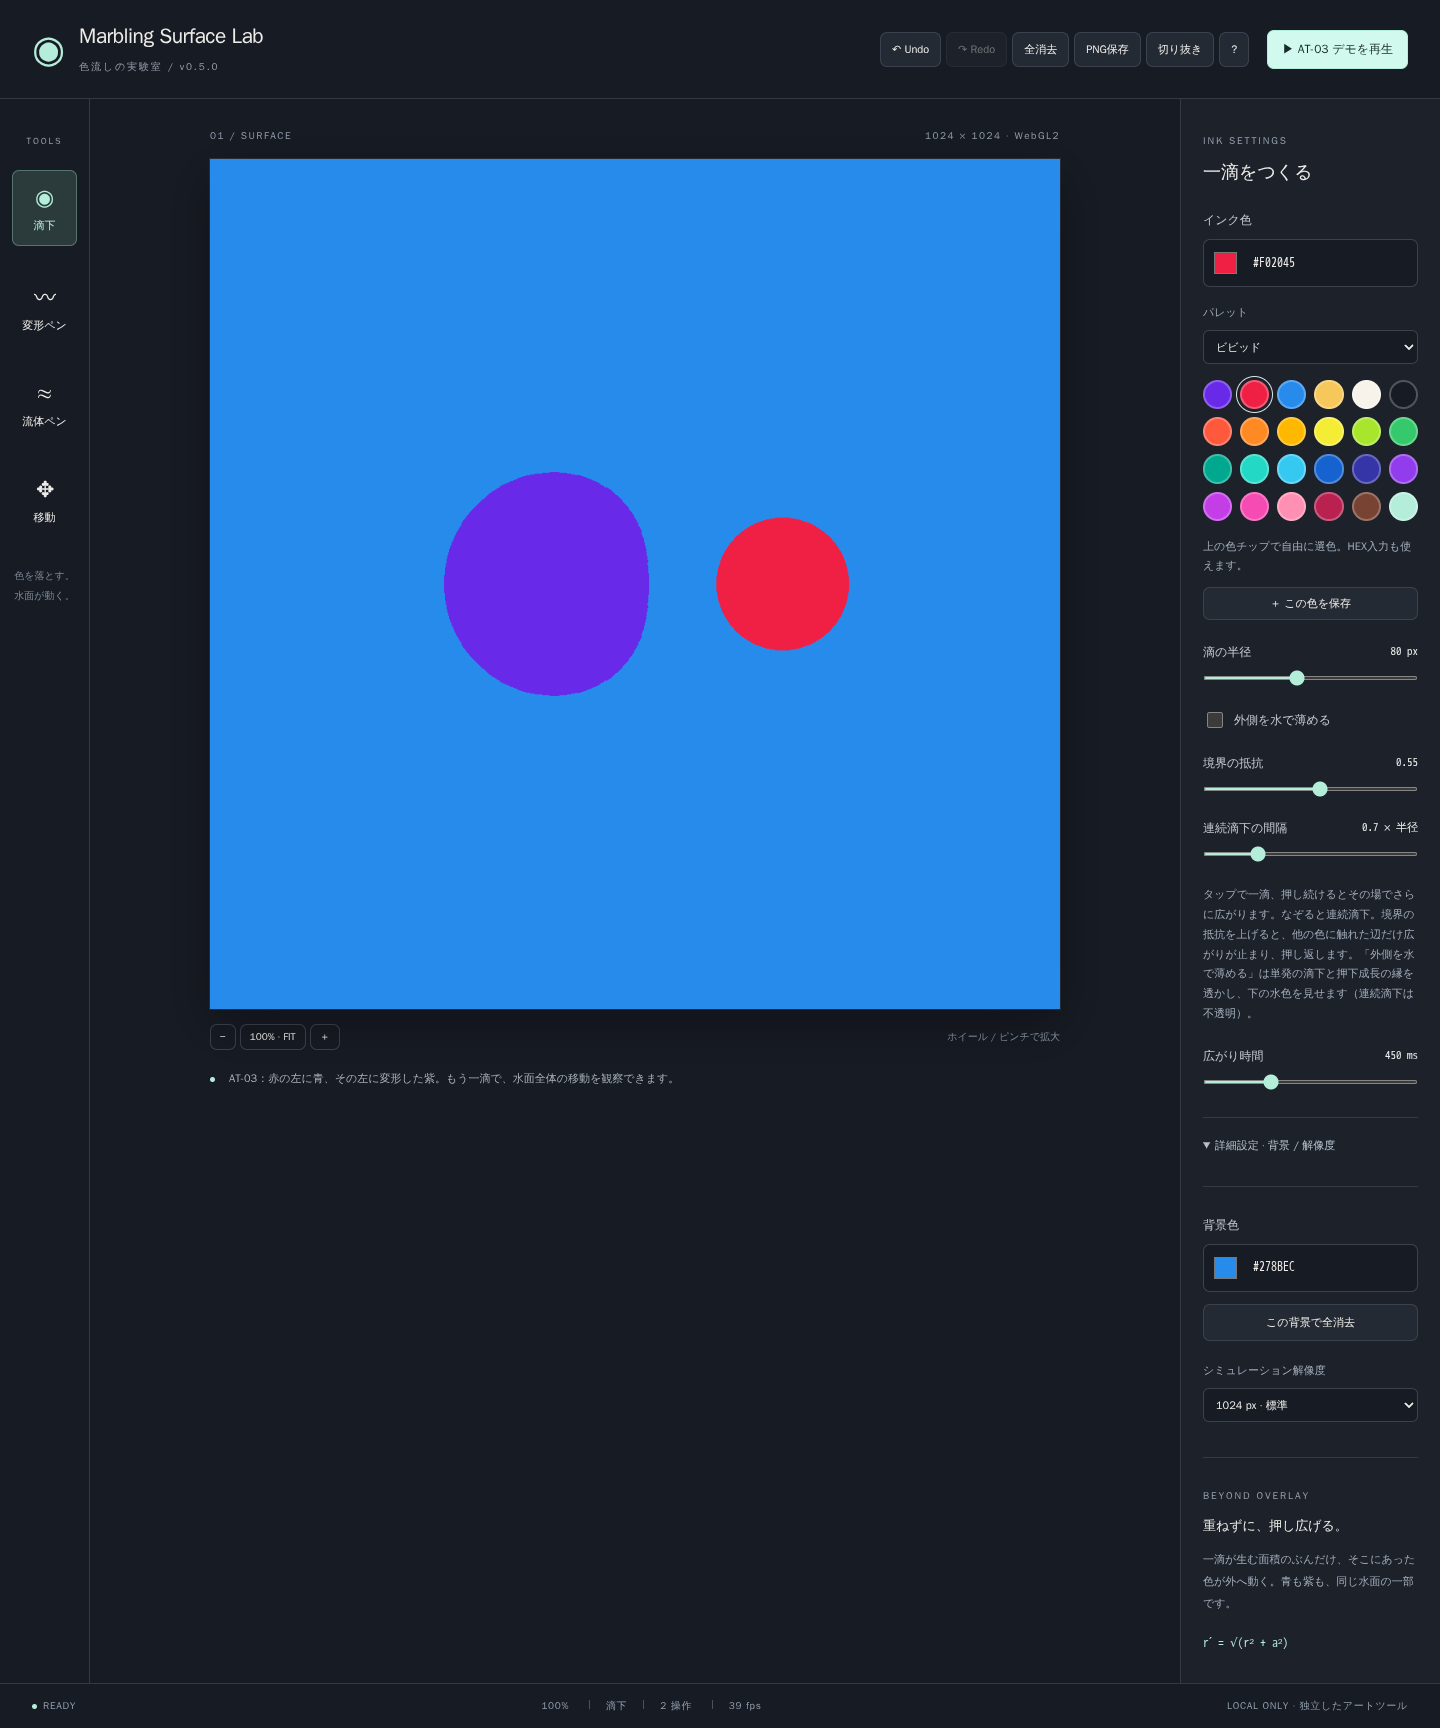 Marbling Surface Lab
色流しの実験室 / v0.5.0
↶ Undo
↷ Redo
全消去
PNG保存
切り抜き
?
▶ AT-03 デモを再生
TOOLS
滴下
変形ペン
流体ペン
移動
色を落とす。
水面が動く。
01 / SURFACE
1024 × 1024 · WebGL2
−
100% · FIT
+
ホイール / ピンチで拡大
AT-03：赤の左に青、その左に変形した紫。もう一滴で、水面全体の移動を観察できます。
INK SETTINGS
一滴をつくる
インク色
#F02045
パレット
ビビッド
上の色チップで自由に選色。HEX入力も使
えます。
＋ この色を保存
滴の半径
80 px
外側を水で薄める
境界の抵抗
0.55
連続滴下の間隔
0.7 × 半径
タップで一滴、押し続けるとその場でさら
に広がります。なぞると連続滴下。境界の
抵抗を上げると、他の色に触れた辺だけ広
がりが止まり、押し返します。「外側を水
で薄める」は単発の滴下と押下成長の縁を
透かし、下の水色を見せます（連続滴下は
不透明）。
広がり時間
450 ms
▼ 詳細設定 · 背景 / 解像度
背景色
#278BEC
この背景で全消去
シミュレーション解像度
1024 px · 標準
BEYOND OVERLAY
重ねずに、押し広げる。
一滴が生む面積のぶんだけ、そこにあった
色が外へ動く。青も紫も、同じ水面の一部
です。
r′ = √(r² + a²)
READY
100%
滴下
2 操作
39 fps
LOCAL ONLY · 独立したアートツール